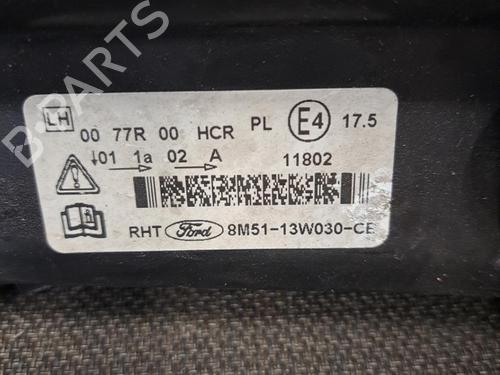 B-PARTS
LH
00 77R 00 HCR PL E4 17.5
↓01 1a 02 A 11802
RHT Ford 8M51-13W030-CE